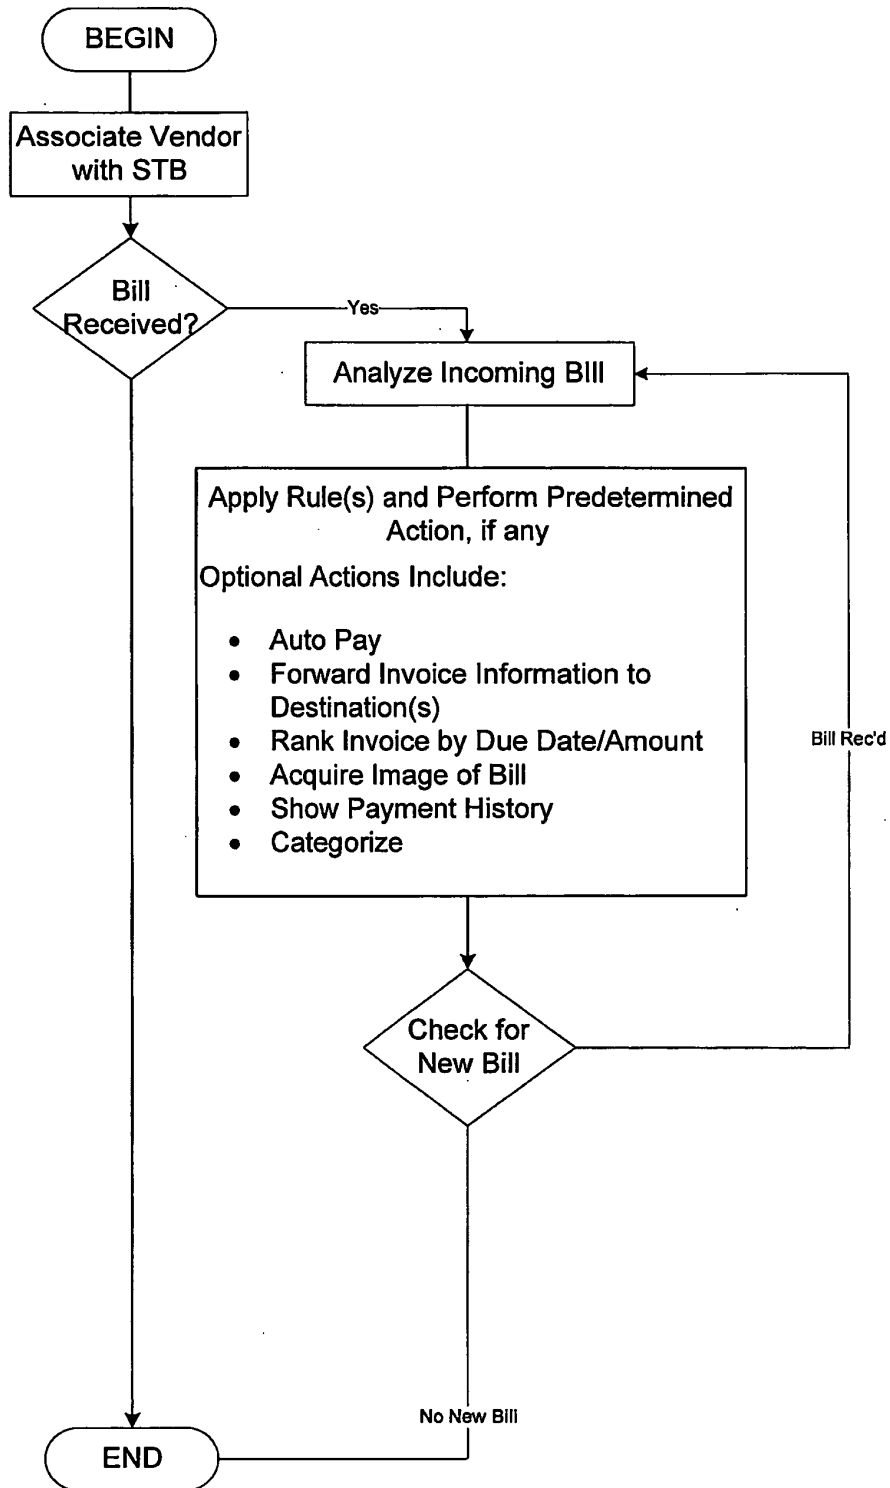 BEGIN
Associate Vendor
with STB
Bill
Received?
Yes
Analyze Incoming BIll
Apply Rule(s) and Perform Predetermined
Action, if any
Optional Actions Include:
• Auto Pay
• Forward Invoice Information to
Destination(s)
• Rank Invoice by Due Date/Amount
• Acquire Image of Bill
• Show Payment History
• Categorize
Bill Rec'd
Check for
New Bill
No New Bill
END